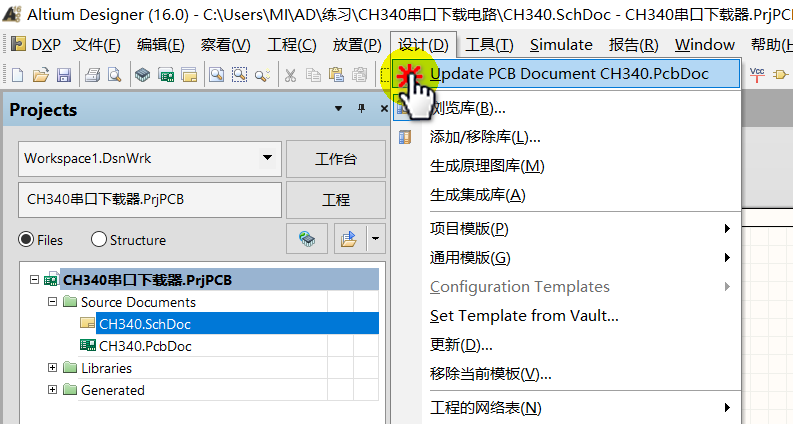 Altium Designer (16.0) - C:\Users\MI\AD\练习\CH340串口下载电路\CH340.SchDoc - CH340串口下载器.PrjPC
DXP 文件(F) 编辑(E) 察看(V) 工程(C) 放置(P) 设计(D) 工具(T) Simulate 报告(R) Window 帮助(H
Vcc
Update PCB Document CH340.PcbDoc
浏览库(B)...
添加/移除库(L)...
生成原理图库(M)
生成集成库(A)
项目模版(P)
通用模版(G)
Configuration Templates
Set Template from Vault...
更新(D)...
移除当前模板(V)...
工程的网络表(N)
Projects
Workspace1.DsnWrk
工作台
CH340串口下载器.PrjPCB
工程
Files
Structure
CH340串口下载器.PrjPCB
Source Documents
CH340.SchDoc
CH340.PcbDoc
Libraries
Generated